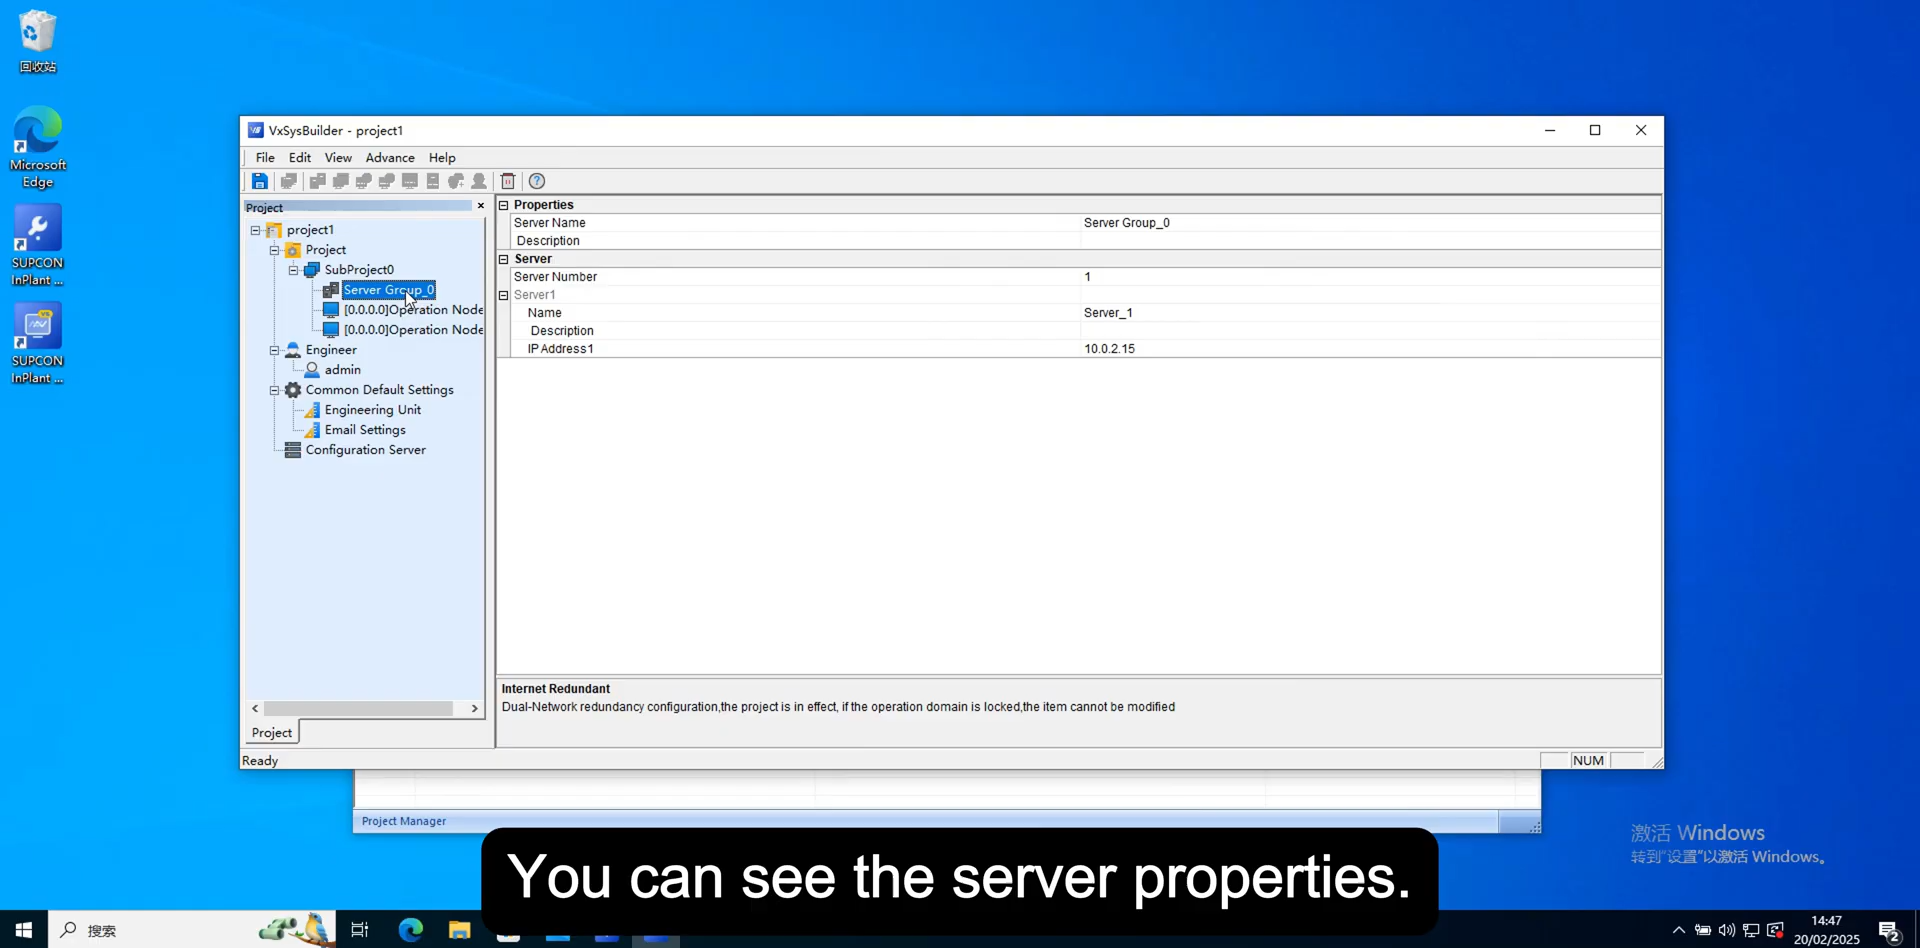 回收站
Microsoft
Edge
SUPCON
InPlant ...
SUPCON
InPlant ...
VxSysBuilder - project1
File Edit View Advance Help
Project
project1
Project
SubProject0
Server Group_0
[0.0.0.0]Operation Node
[0.0.0.0]Operation Node
Engineer
admin
Common Default Settings
Engineering Unit
Email Settings
Configuration Server
Project
Properties
Server Name Server Group_0
Description
Server
Server Number 1
Server1
Name Server_1
Description
IP Address1 10.0.2.15
Internet Redundant
Dual-Network redundancy configuration,the project is in effect, if the operation domain is locked,the item cannot be modified
Ready NUM
Project Manager
激活 Windows
转到"设置"以激活 Windows。
You can see the server properties.
搜索
14:47
20/02/2025
2